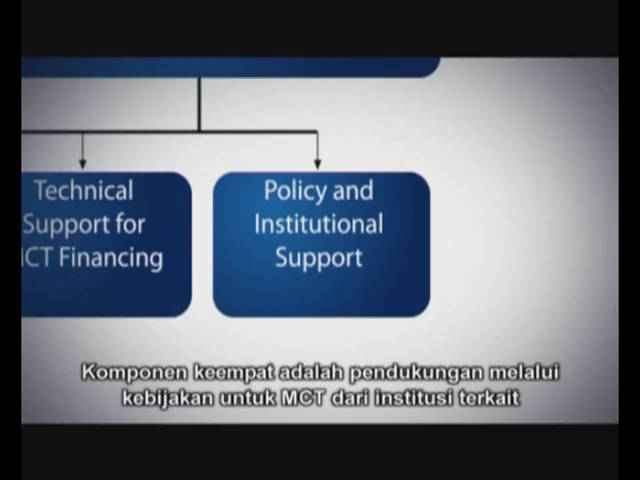 Technical
Support for
CT Financing
Policy and
Institutional
Support
Komponen keempat adalah pendukungan melalui
kebijakan untuk MCT dari institusi terkait